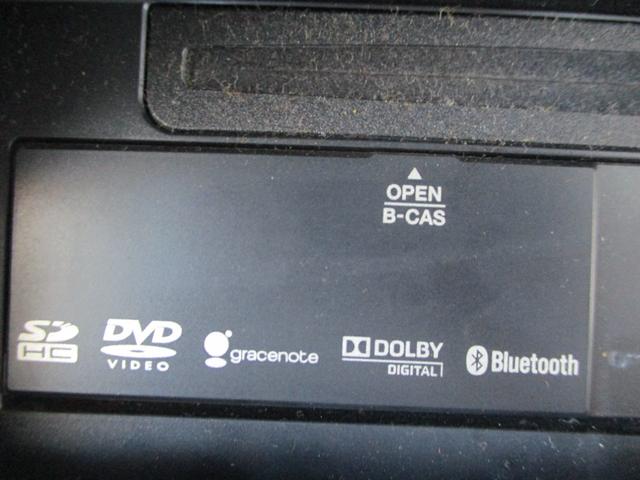 OPEN
B-CAS
SD HC
DVD VIDEO
gracenote
DOLBY DIGITAL
Bluetooth